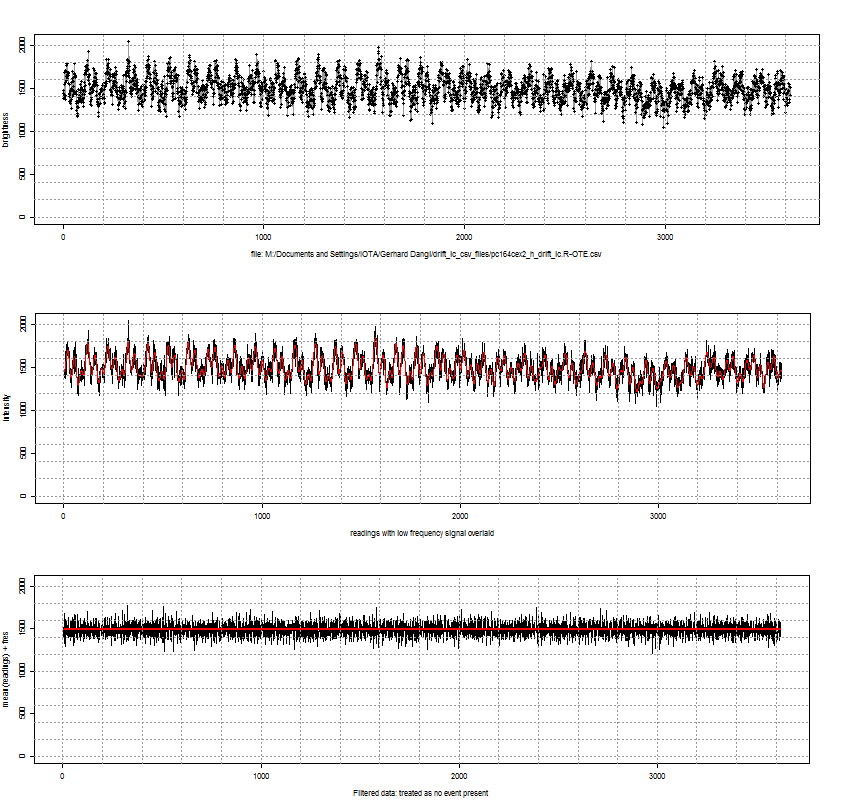 2000
1500
1000
500
0
brightness
0 1000 2000 3000
file: M:/Documents and Settings/IOTA/Gerhard Dangl/drift_lc_csv_files/pc164cex2_h_drift_lc.R-OTE.csv
2000
1500
1000
500
0
intensity
0 1000 2000 3000
readings with low frequency signal overlaid
2000
1500
1000
500
0
mean(readings) + fres
0 1000 2000 3000
Filtered data: treated as no event present